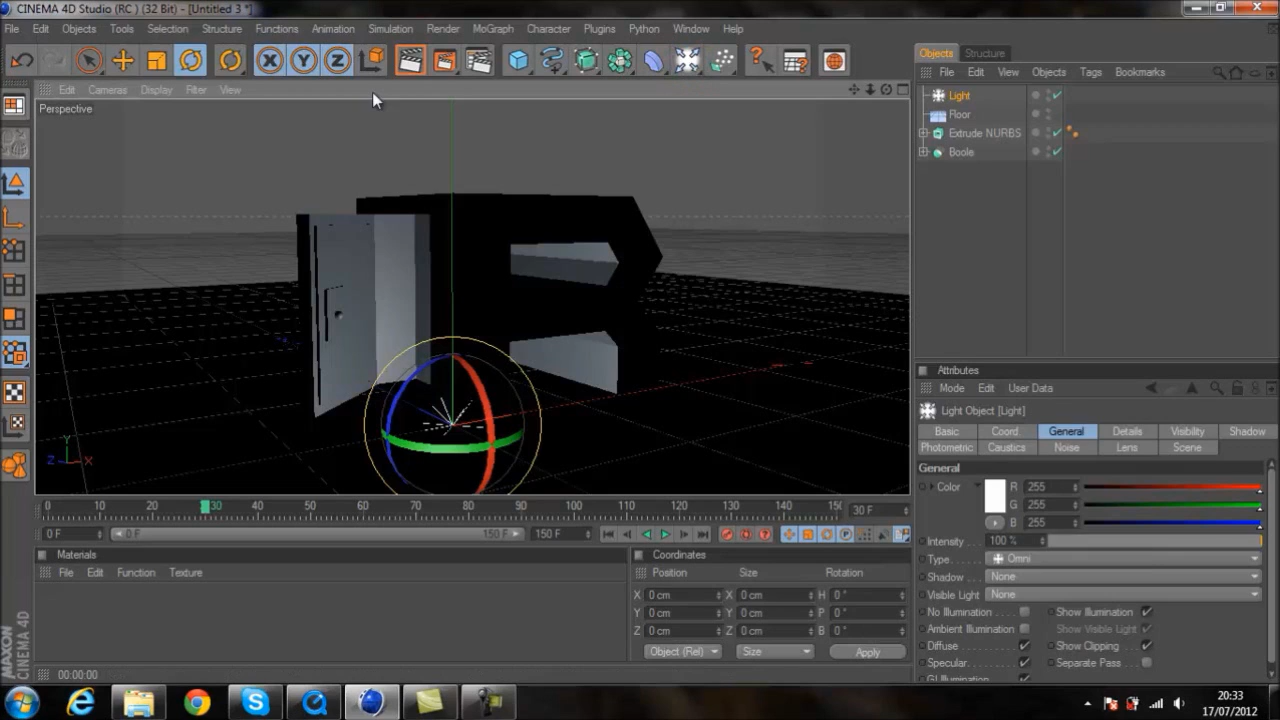 CINEMA 4D Studio (RC ) (32 Bit) - [Untitled 3 *]
File Edit Objects Tools Selection Structure Functions Animation Simulation Render MoGraph Character Plugins Python Window Help
X Y Z
Edit Cameras Display Filter View
Perspective
Y
Z X
0 10 20 30 40 50 60 70 80 90 100 110 120 130 140 15( 30 F
0 F 0 F 150 F 150 F
Materials
File Edit Function Texture
Coordinates
Position Size Rotation
X 0 cm X 0 cm H 0 °
Y 0 cm Y 0 cm P 0 °
Z 0 cm Z 0 cm B 0 °
Object (Rel) Size Apply
00:00:00
MAXON
CINEMA 4D
Objects Structure
File Edit View Objects Tags Bookmarks
Light
Floor
Extrude NURBS
Boole
Attributes
Mode Edit User Data
Light Object [Light]
Basic Coord General Details Visibility Shadow
Photometric Caustics Noise Lens Scene
General
Color R 255
G 255
B 255
Intensity 100 %
Type Omni
Shadow None
Visible Light None
No Illumination Show Illumination
Ambient Illumination Show Visible Light
Diffuse Show Clipping
Specular Separate Pass
GI Illumination
20:33
17/07/2012